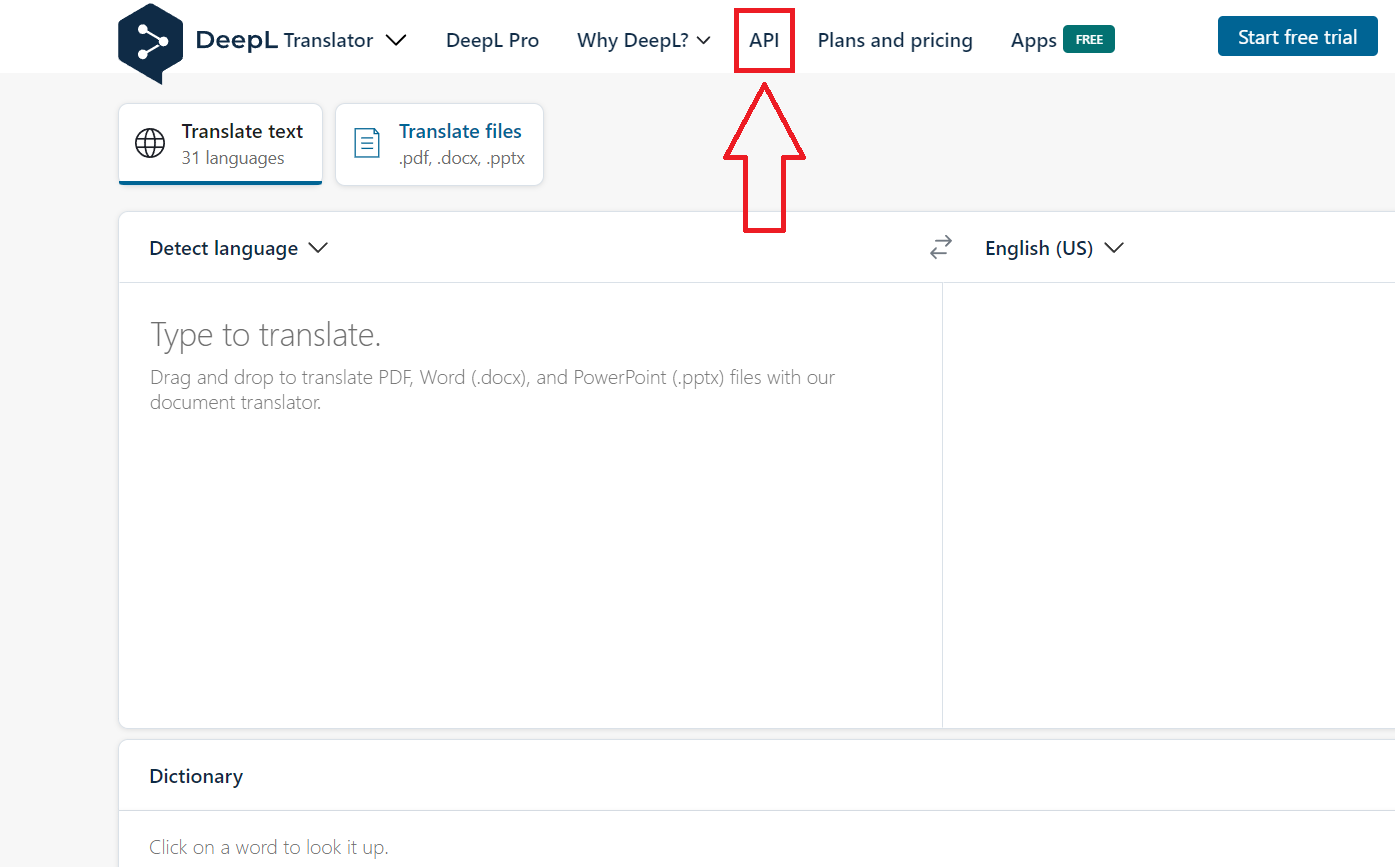 DeepL Translator DeepL Pro Why DeepL? API Plans and pricing Apps FREE Start free trial
Translate text
31 languages
Translate files
.pdf, .docx, .pptx
Detect language
English (US)
Type to translate.
Drag and drop to translate PDF, Word (.docx), and PowerPoint (.pptx) files with our
document translator.
Dictionary
Click on a word to look it up.